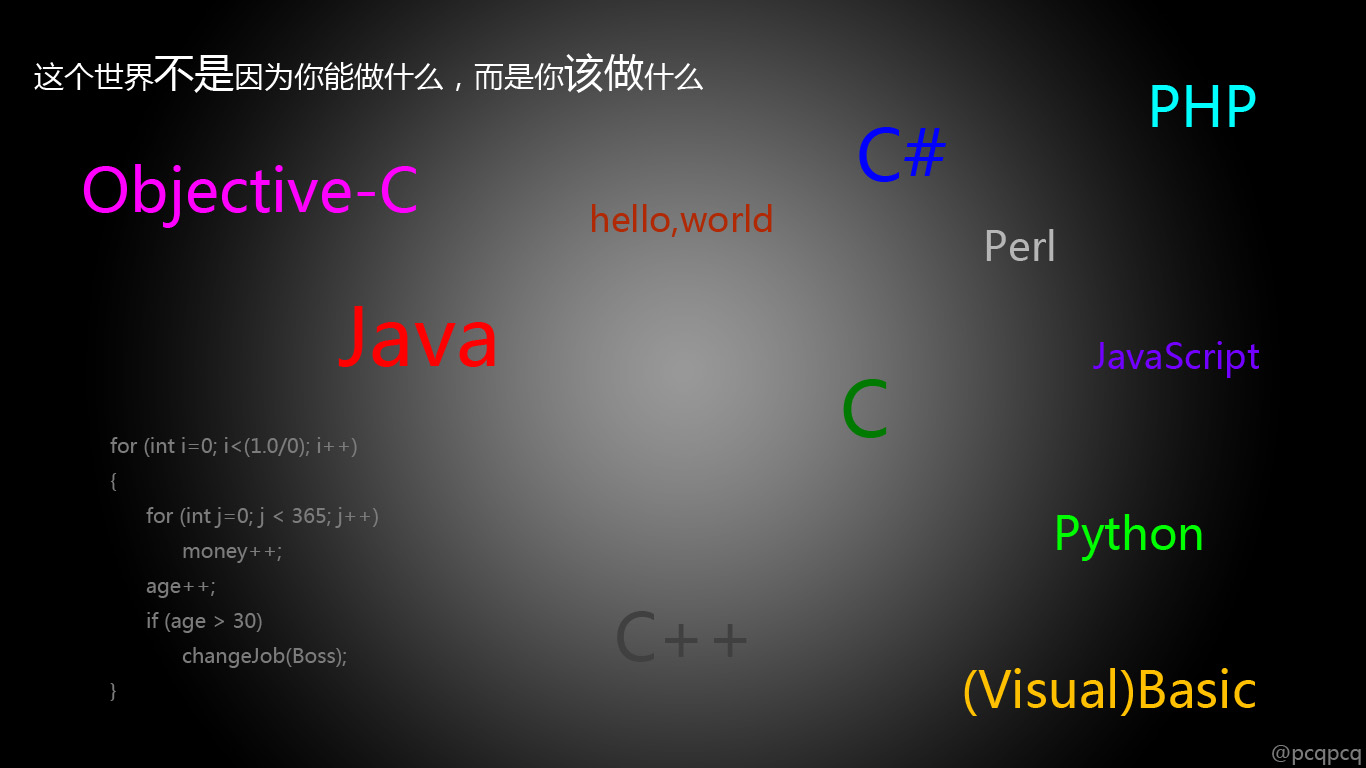 这个世界不是因为你能做什么，而是你该做什么
PHP
C#
Objective-C
hello,world
Perl
Java
JavaScript
C
for (int i=0; i<(1.0/0); i++)
{
for (int j=0; j < 365; j++)
money++;
age++;
if (age > 30)
changeJob(Boss);
}
Python
C++
(Visual)Basic
@pcqpcq